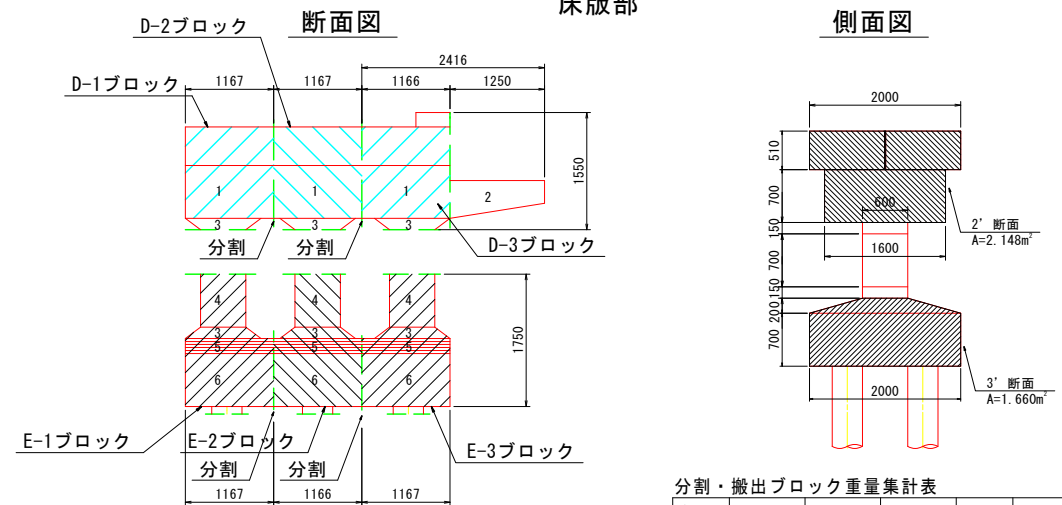 床版部
断面図
側面図
D-2ブロック
D-1ブロック
2416
1167
1167
1166
1250
1
1
1
2
3
3
3
1550
分割
分割
D-3ブロック
4
4
4
3
3
3
5
5
5
6
6
6
1750
E-1ブロック
E-2ブロック
E-3ブロック
分割
分割
1167
1166
1167
2000
510
700
600
150
1600
2’断面
A=2.148㎡
700
150
200
700
2000
3’断面
A=1.660㎡
分割・搬出ブロック重量集計表